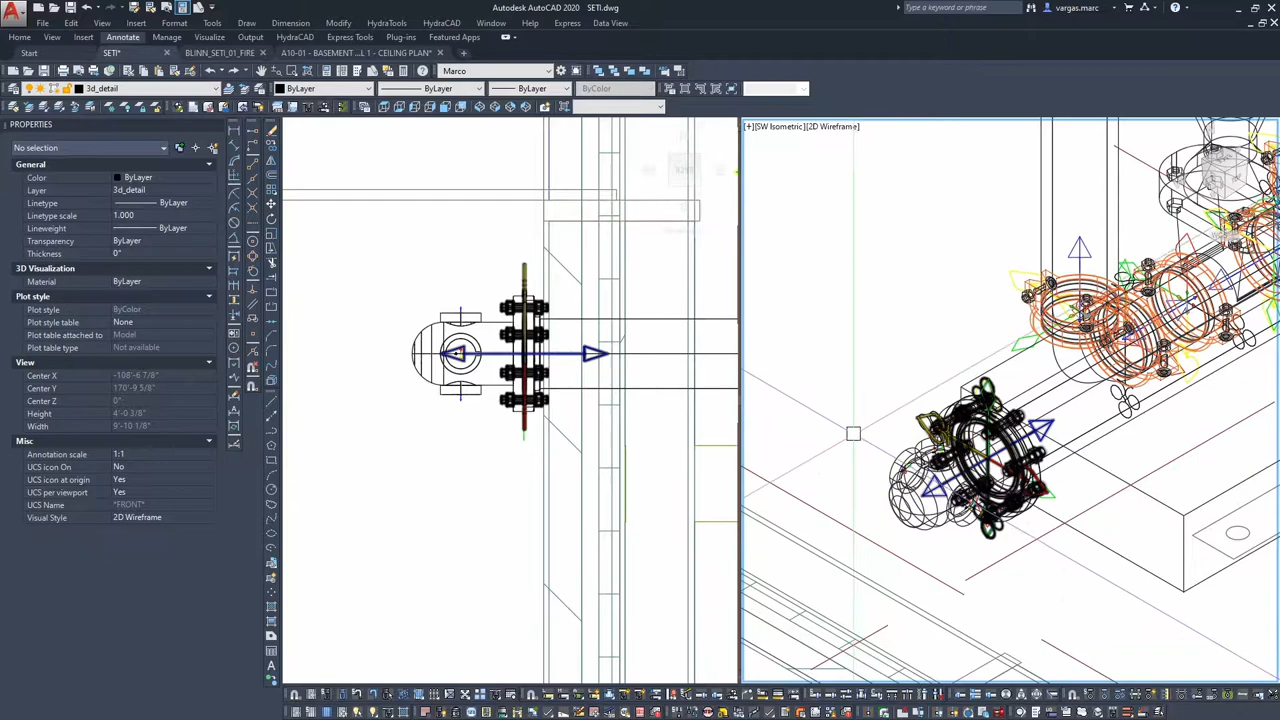 Autodesk AutoCAD 2020 SETI.dwg
Type a keyword or phrase
vargas.marc
File Edit View Insert Format Tools Draw Dimension Modify HydraTools HydraCAD Window Help Express
Home View Insert Annotate Manage Visualize Output HydraCAD Express Tools Featured Apps
Start SETI* BLINN_SETI_01_FIRE A10-01 - BASEMENT ...L 1 - CEILING PLAN*
Marco
3d_detail ByLayer ByLayer ByLayer ByColor
PROPERTIES
No selection
General
Color ByLayer
Layer 3d_detail
Linetype ByLayer
Linetype scale 1.000
Lineweight ByLayer
Transparency ByLayer
Thickness 0"
3D Visualization
Material ByLayer
Plot style
Plot style ByColor
Plot style table None
Plot table attached to Model
Plot table type Not available
View
Center X -108'-6 7/8"
Center Y 170'-9 5/8"
Center Z 0"
Height 4'-0 3/8"
Width 9'-10 1/8"
Misc
Annotation scale 1:1
UCS icon On No
UCS icon at origin Yes
UCS per viewport Yes
UCS Name *FRONT*
Visual Style 2D Wireframe
[+][SW Isometric][2D Wireframe]